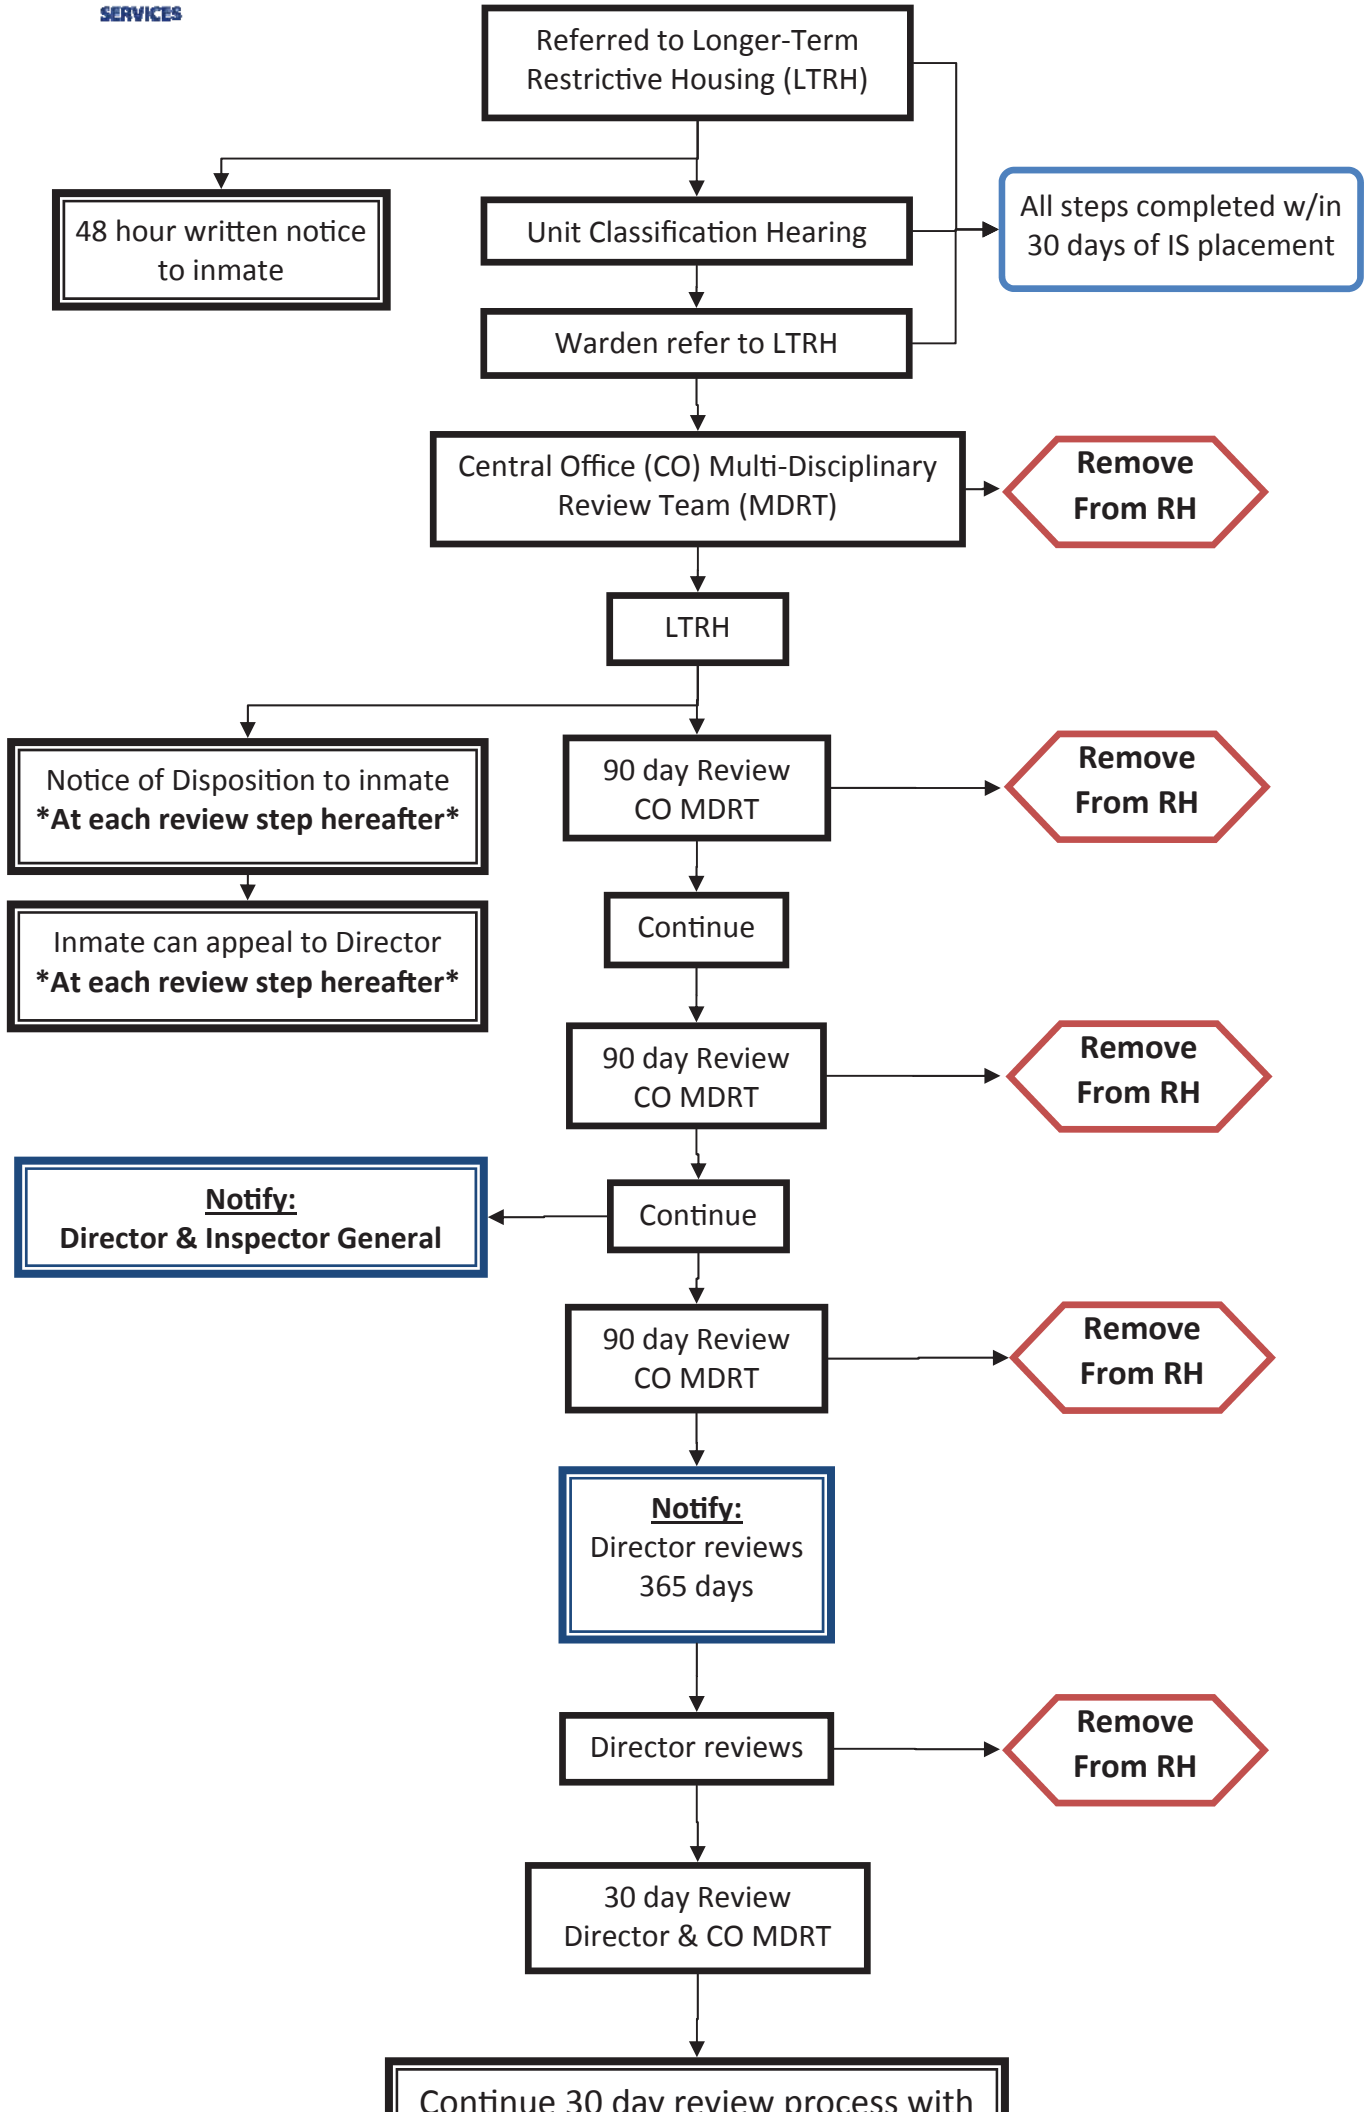 SERVICES
Referred to Longer-Term
Restrictive Housing (LTRH)
48 hour written notice
to inmate
Unit Classification Hearing
All steps completed w/in
30 days of IS placement
Warden refer to LTRH
Central Office (CO) Multi-Disciplinary
Review Team (MDRT)
Remove
From RH
LTRH
Notice of Disposition to inmate
*At each review step hereafter*
90 day Review
CO MDRT
Remove
From RH
Inmate can appeal to Director
*At each review step hereafter*
Continue
90 day Review
CO MDRT
Remove
From RH
Notify:
Director & Inspector General
Continue
90 day Review
CO MDRT
Remove
From RH
Notify:
Director reviews
365 days
Director reviews
Remove
From RH
30 day Review
Director & CO MDRT
Continue 30 day review process with